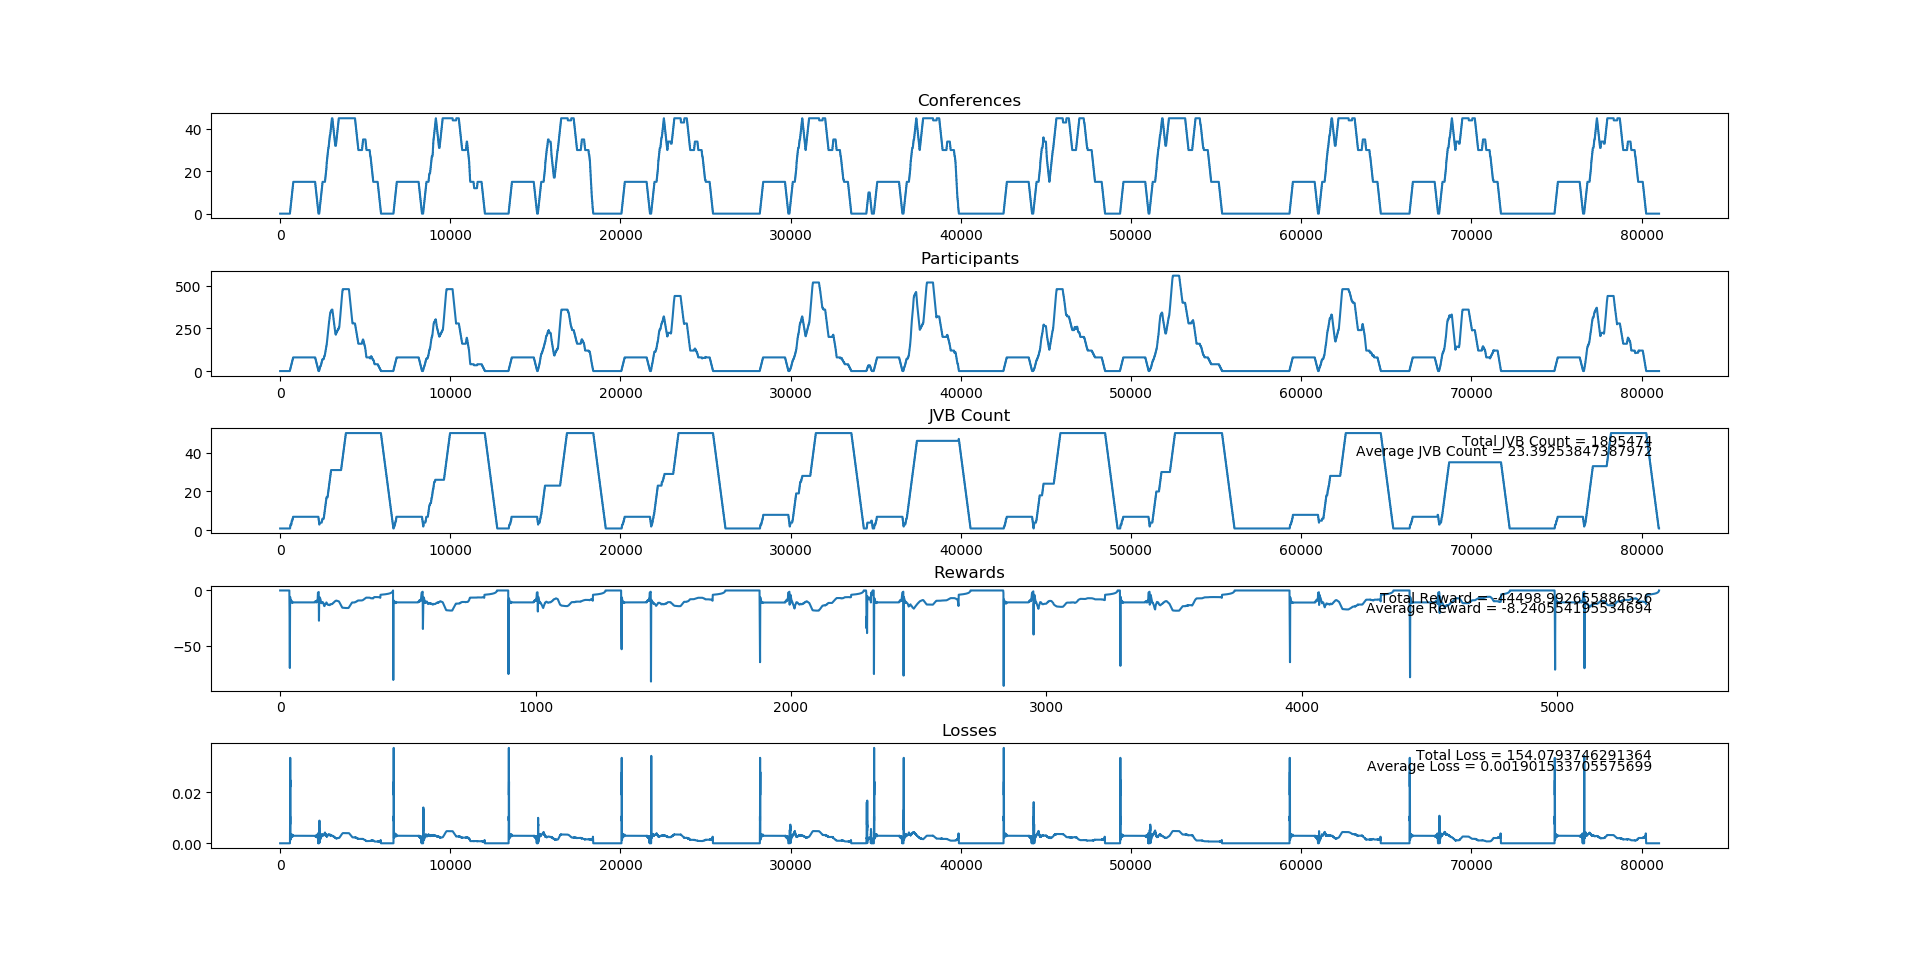 Conferences
40
20
0
0 10000 20000 30000 40000 50000 60000 70000 80000
Participants
500
250
0
0 10000 20000 30000 40000 50000 60000 70000 80000
JVB Count
Total JVB Count = 1895474
Average JVB Count = 23.39253847387972
40
20
0
0 10000 20000 30000 40000 50000 60000 70000 80000
Rewards
0
Total Reward = -44498.992655886526
Average Reward = -8.240554195534694
−50
0 1000 2000 3000 4000 5000
Losses
Total Loss = 154.0793746291364
Average Loss = 0.001901533705575699
0.02
0.00
0 10000 20000 30000 40000 50000 60000 70000 80000